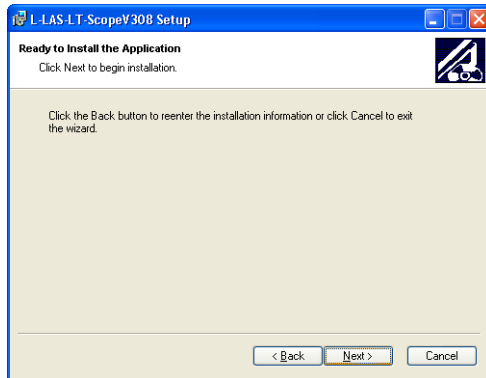 L-LAS-LT-ScopeV308 Setup
Ready to Install the Application
Click Next to begin installation.
Click the Back button to reenter the installation information or click Cancel to exit
the wizard.
< Back
Next >
Cancel